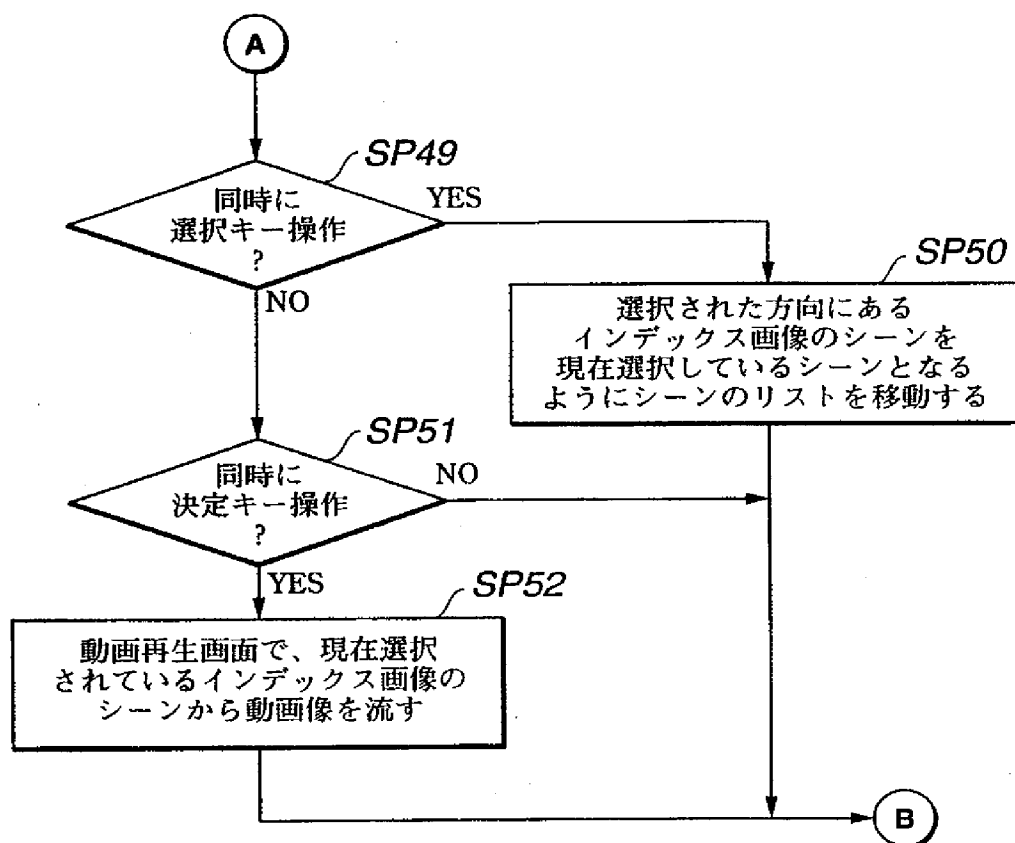 A
SP49
同時に
選択キー操作
?
YES
NO
SP50
選択された方向にある
インデックス画像のシーンを
現在選択しているシーンとなる
ようにシーンのリストを移動する
SP51
同時に
決定キー操作
?
NO
YES
SP52
動画再生画面で、現在選択
されているインデックス画像の
シーンから動画像を流す
B